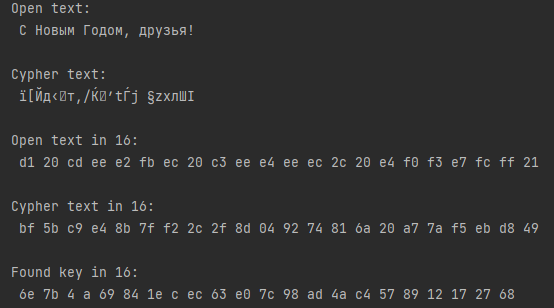 Open text:
С Новым Годом, друзья!
Cypher text:
ї[Йд‹т,/Ќ’tЃj §zхлШI
Open text in 16:
d1 20 cd ee e2 fb ec 20 c3 ee e4 ee ec 2c 20 e4 f0 f3 e7 fc ff 21
Cypher text in 16:
bf 5b c9 e4 8b 7f f2 2c 2f 8d 04 92 74 81 6a 20 a7 7a f5 eb d8 49
Found key in 16:
6e 7b 4 a 69 84 1e c ec 63 e0 7c 98 ad 4a c4 57 89 12 17 27 68